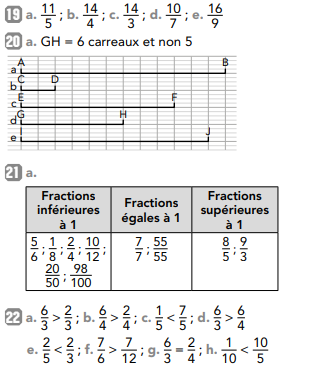 19 a. 11/5 ; b. 14/4 ; c. 14/3 ; d. 10/7 ; e. 16/9
20 a. GH = 6 carreaux et non 5
A B
a
C D
b
E F
c
G H
d
I J
e
21 a.
Fractions inférieures à 1
Fractions égales à 1
Fractions supérieures à 1
5/6 ; 1/8 ; 2/4 ; 10/12 ;
20/50 ; 98/100
7/7 ; 55/55
8/5 ; 9/3
22 a. 6/3 > 2/3 ; b. 6/4 > 2/4 ; c. 1/5 < 7/5 ; d. 6/3 > 6/4
e. 2/5 < 2/3 ; f. 7/6 > 7/12 ; g. 6/3 = 2/4 ; h. 1/10 < 10/5